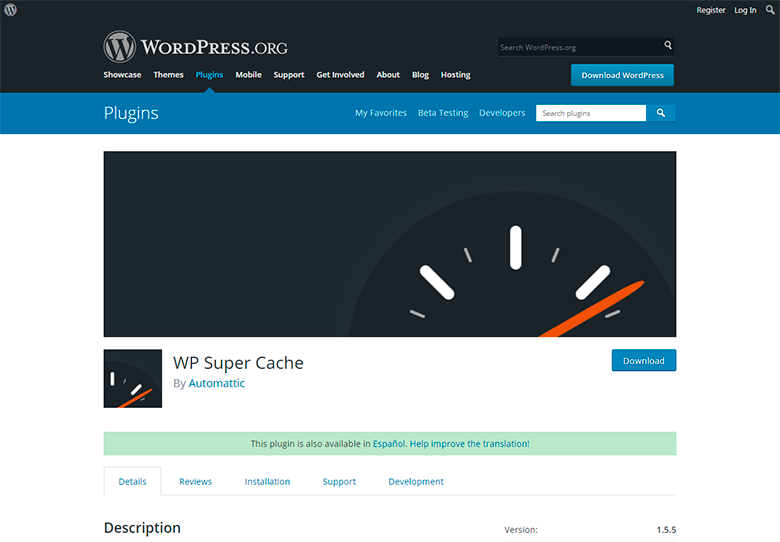 Register Log In
WORDPRESS.ORG
Search WordPress.org
Showcase Themes Plugins Mobile Support Get Involved About Blog Hosting
Download WordPress
Plugins
My Favorites Beta Testing Developers
Search plugins
WP Super Cache
By Automattic
Download
This plugin is also available in Español. Help improve the translation!
Details Reviews Installation Support Development
Description
Version: 1.5.5